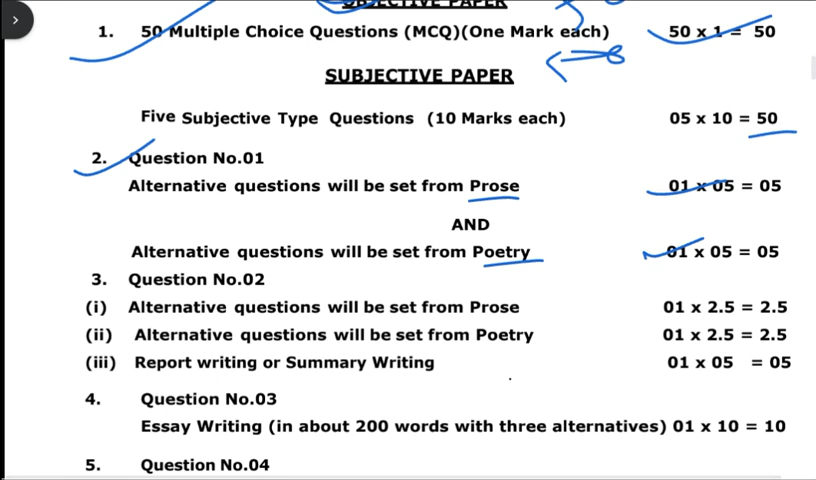 OBJECTIVE PAPER
1. 50 Multiple Choice Questions (MCQ)(One Mark each) 50 x 1 = 50
SUBJECTIVE PAPER
Five Subjective Type Questions (10 Marks each) 05 x 10 = 50
2. Question No.01
Alternative questions will be set from Prose 01 x 05 = 05
AND
Alternative questions will be set from Poetry 01 x 05 = 05
3. Question No.02
(i) Alternative questions will be set from Prose 01 x 2.5 = 2.5
(ii) Alternative questions will be set from Poetry 01 x 2.5 = 2.5
(iii) Report writing or Summary Writing 01 x 05 = 05
4. Question No.03
Essay Writing (in about 200 words with three alternatives) 01 x 10 = 10
5. Question No.04